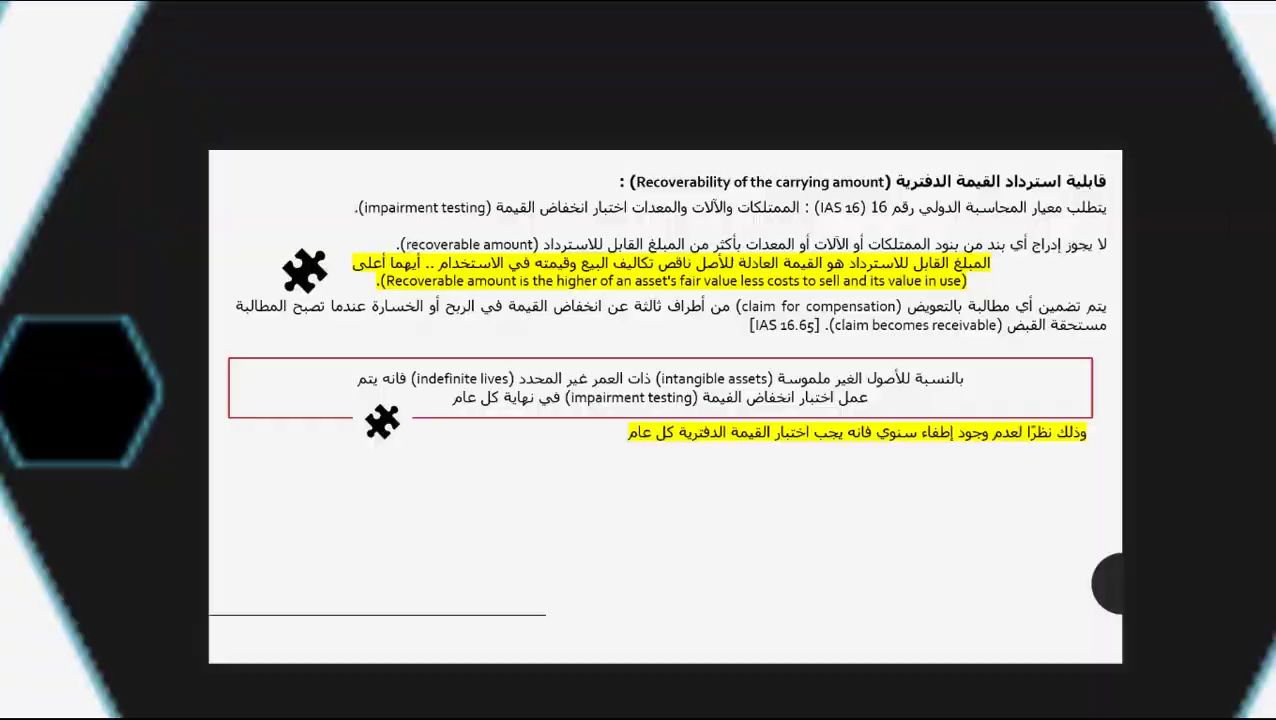 قابلية استرداد القيمة الدفترية (Recoverability of the carrying amount) :
يتطلب معيار المحاسبة الدولي رقم 16 (IAS 16) : الممتلكات والآلات والمعدات اختبار انخفاض القيمة (impairment testing).
لا يجوز إدراج أي بند من بنود الممتلكات أو الآلات أو المعدات بأكثر من المبلغ القابل للاسترداد (recoverable amount).
المبلغ القابل للاسترداد هو القيمة العادلة للأصل ناقص تكاليف البيع وقيمته في الاستخدام .. أيهما أعلى
(Recoverable amount is the higher of an asset's fair value less costs to sell and its value in use).
يتم تضمين أي مطالبة بالتعويض (claim for compensation) من أطراف ثالثة عن انخفاض القيمة في الربح أو الخسارة عندما تصبح المطالبة
مستحقة القبض (claim becomes receivable). [IAS 16.65]
بالنسبة للأصول الغير ملموسة (intangible assets) ذات العمر غير المحدد (indefinite lives) فانه يتم
عمل اختبار انخفاض القيمة (impairment testing) في نهاية كل عام
وذلك نظرًا لعدم وجود إطفاء سنوي فانه يجب اختبار القيمة الدفترية كل عام